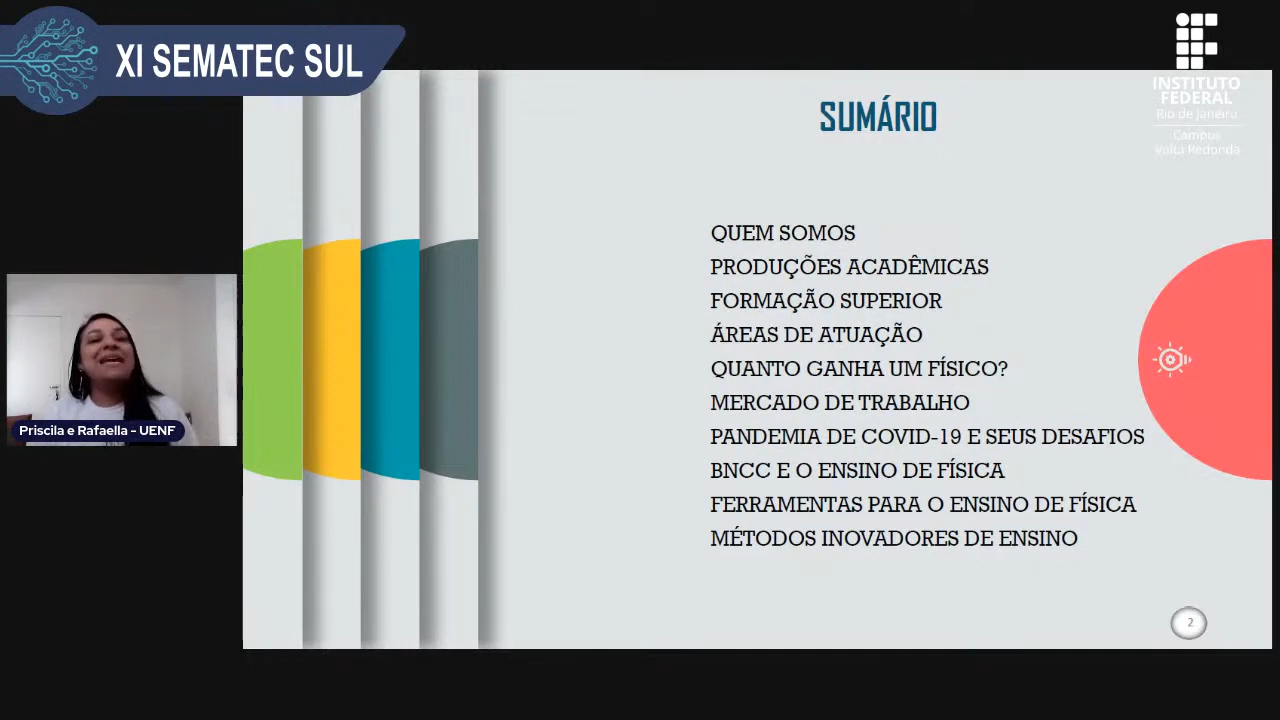 XI SEMATEC SUL
INSTITUTO
FEDERAL
Rio de Janeiro
Campus
Volta Redonda
SUMÁRIO
QUEM SOMOS
PRODUÇÕES ACADÊMICAS
FORMAÇÃO SUPERIOR
ÁREAS DE ATUAÇÃO
QUANTO GANHA UM FÍSICO?
MERCADO DE TRABALHO
PANDEMIA DE COVID-19 E SEUS DESAFIOS
BNCC E O ENSINO DE FÍSICA
FERRAMENTAS PARA O ENSINO DE FÍSICA
MÉTODOS INOVADORES DE ENSINO
Priscila e Rafaella - UENF
2